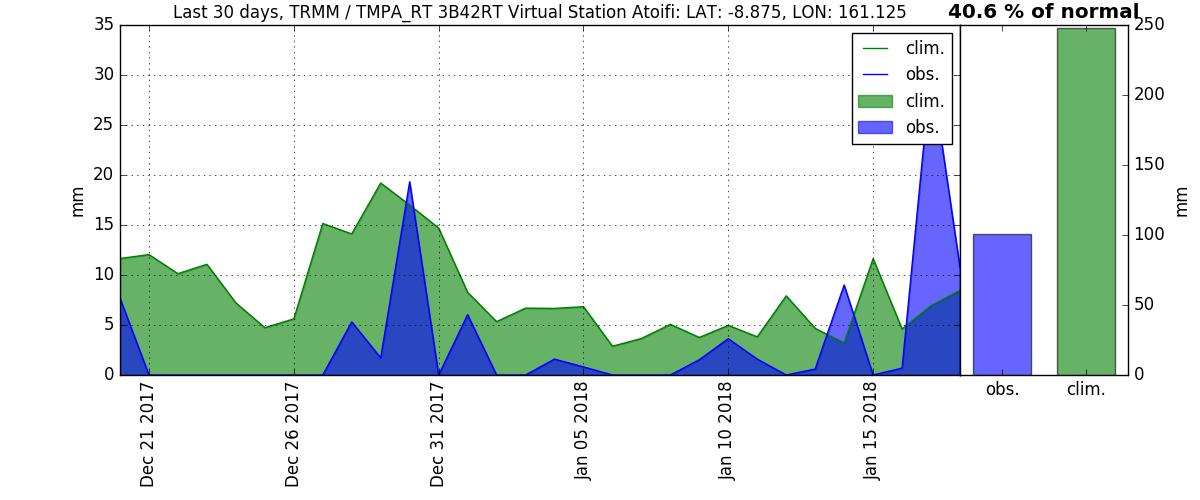 Last 30 days, TRMM / TMPA_RT 3B42RT Virtual Station Atoifi: LAT: -8.875, LON: 161.125
40.6 % of normal
35
30
25
20
15
10
5
0
mm
clim.
obs.
clim.
obs.
Dec 21 2017
Dec 26 2017
Dec 31 2017
Jan 05 2018
Jan 10 2018
Jan 15 2018
250
200
150
100
50
0
mm
obs.
clim.